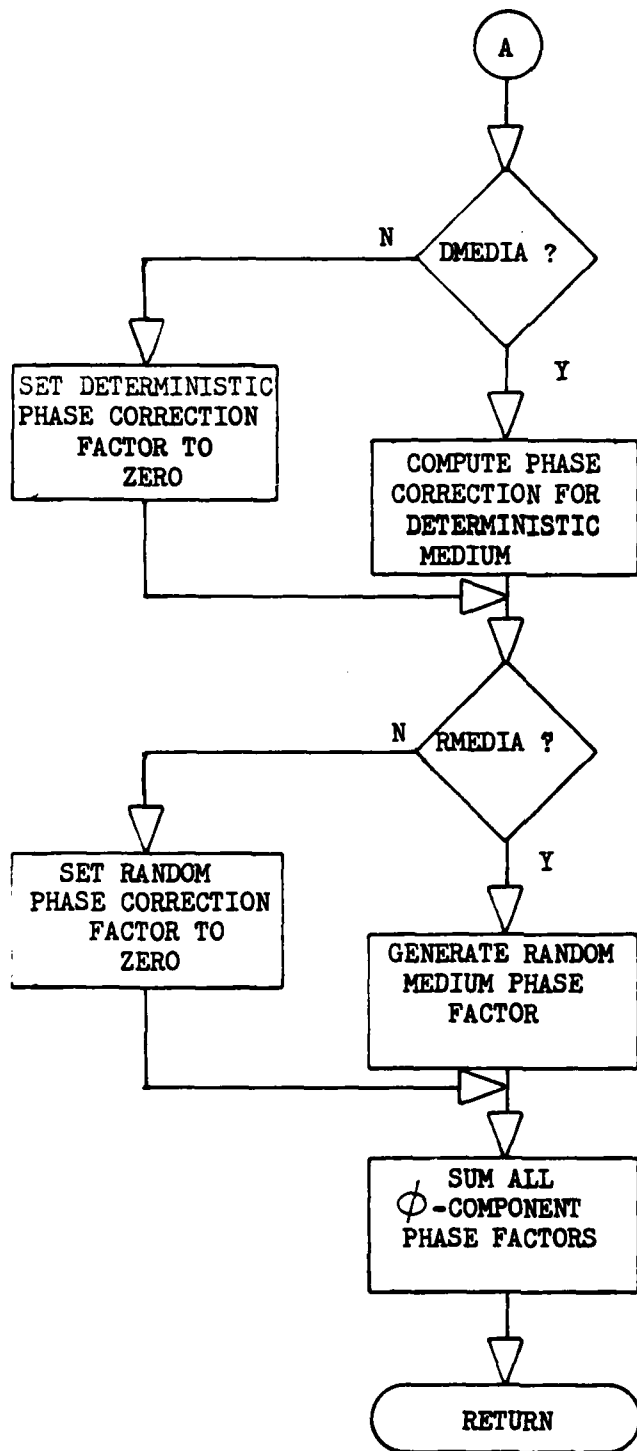 A
DMEDIA ?
N
Y
SET DETERMINISTIC
PHASE CORRECTION
FACTOR TO
ZERO
COMPUTE PHASE
CORRECTION FOR
DETERMINISTIC
MEDIUM
RMEDIA ?
N
Y
SET RANDOM
PHASE CORRECTION
FACTOR TO
ZERO
GENERATE RANDOM
MEDIUM PHASE
FACTOR
SUM ALL
ϕ-COMPONENT
PHASE FACTORS
RETURN